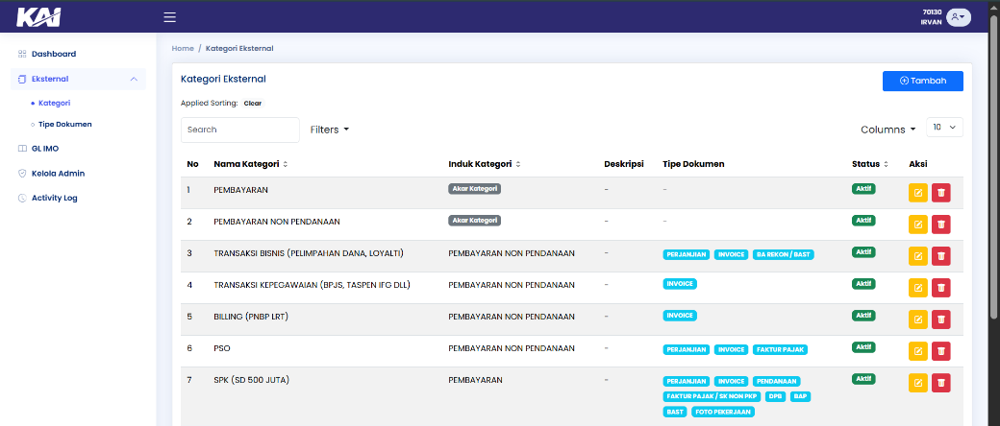 KAI
70130
IRVAN
Dashboard
Eksternal
Kategori
Tipe Dokumen
GL IMO
Kelola Admin
Activity Log
Home / Kategori Eksternal
Kategori Eksternal
Tambah
Applied Sorting: Clear
Search Filters Columns 10
No Nama Kategori Induk Kategori Deskripsi Tipe Dokumen Status Aksi
1 PEMBAYARAN Akar Kategori - - Aktif
2 PEMBAYARAN NON PENDANAAN Akar Kategori - - Aktif
3 TRANSAKSI BISNIS (PELIMPAHAN DANA, LOYALTI) PEMBAYARAN NON PENDANAAN - PERJANJIAN INVOICE BA REKON / BAST Aktif
4 TRANSAKSI KEPEGAWAIAN (BPJS, TASPEN IFG DLL) PEMBAYARAN NON PENDANAAN - INVOICE Aktif
5 BILLING (PNBP LRT) PEMBAYARAN NON PENDANAAN - INVOICE Aktif
6 PSO PEMBAYARAN NON PENDANAAN - PERJANJIAN INVOICE FAKTUR PAJAK Aktif
7 SPK (SD 500 JUTA) PEMBAYARAN - PERJANJIAN INVOICE PENDANAAN Aktif
FAKTUR PAJAK / SK NON PKP DPB BAP
BAST FOTO PEKERJAAN